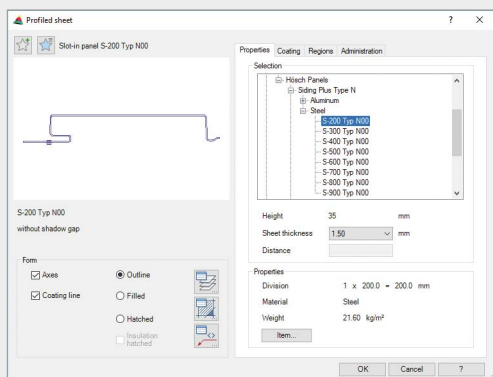 Profiled sheet
? ×
Slot-in panel S-200 Typ N00
Properties Coating Regions Administration
Selection
Hösch Panels
Siding Plus Type N
Aluminum
Steel
S-200 Typ N00
S-300 Typ N00
S-400 Typ N00
S-500 Typ N00
S-600 Typ N00
S-700 Typ N00
S-800 Typ N00
S-900 Typ N00
S-200 Typ N00
without shadow gap
Height 35 mm
Sheet thickness 1.50 mm
Distance
Form
Axes
Coating line
Outline
Filled
Hatched
Insulation
hatched
Properties
Division 1 x 200.0 = 200.0 mm
Material Steel
Weight 21.60 kg/m²
Item...
OK Cancel ?